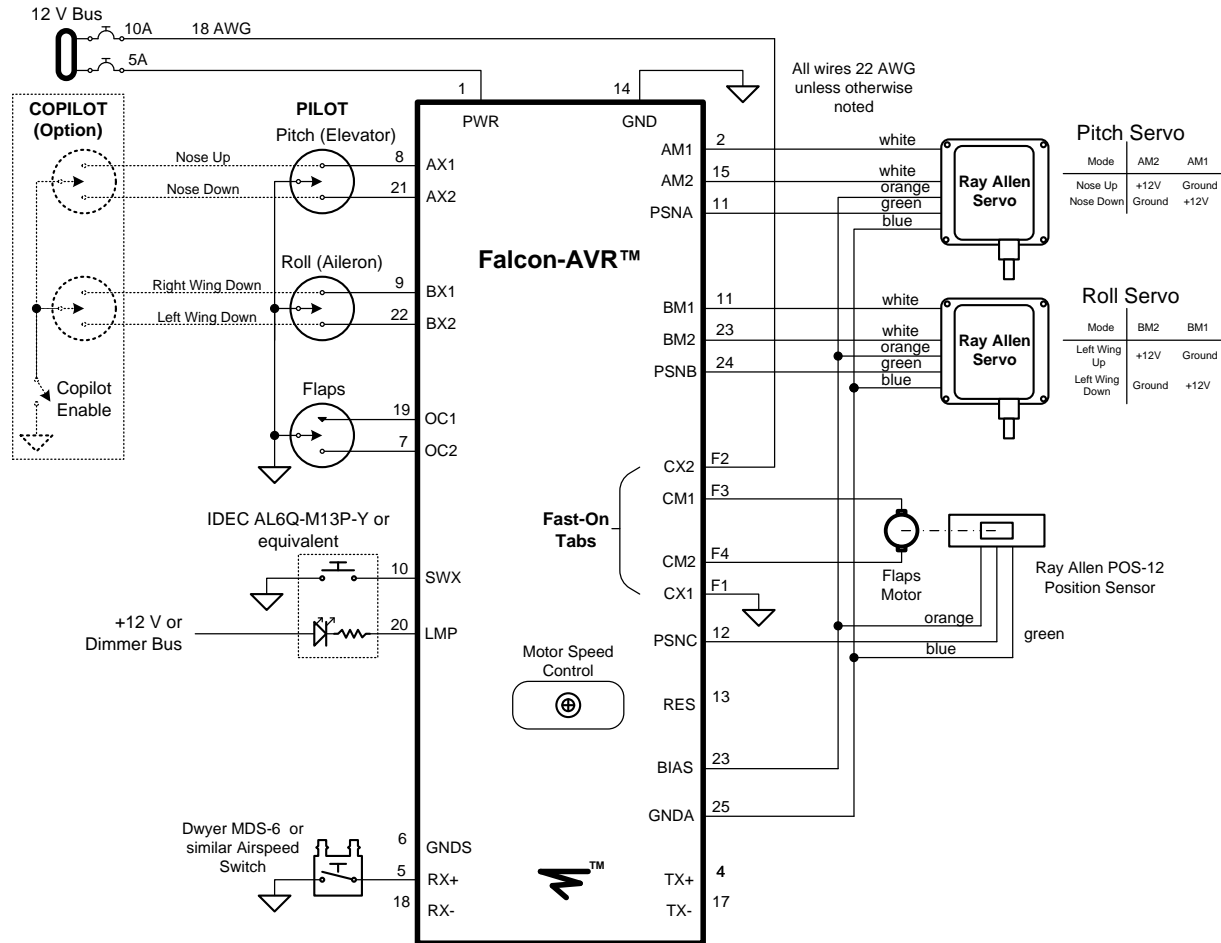 12 V Bus
10A
18 AWG
5A
All wires 22 AWG
unless otherwise
noted
COPILOT
(Option)
PILOT
Pitch (Elevator)
Nose Up
Nose Down
Roll (Aileron)
Right Wing Down
Left Wing Down
Copilot
Enable
Flaps
IDEC AL6Q-M13P-Y or
equivalent
+12 V or
Dimmer Bus
Dwyer MDS-6 or
similar Airspeed
Switch
1
14
PWR
GND
8
AX1
21
AX2
9
BX1
22
BX2
19
OC1
7
OC2
10
SWX
20
LMP
6
GNDS
5
RX+
18
RX-
Falcon-AVR™
Fast-On
Tabs
Motor Speed
Control
TM
AM1
2
white
AM2
15
white
orange
PSNA
11
green
blue
BM1
11
white
BM2
23
white
orange
PSNB
24
green
blue
CX2
F2
CM1
F3
CM2
F4
CX1
F1
PSNC
12
orange
green
blue
RES
13
BIAS
23
GNDA
25
TX+
4
TX-
17
Ray Allen
Servo
Pitch Servo
Mode AM2 AM1
Nose Up +12V Ground
Nose Down Ground +12V
Ray Allen
Servo
Roll Servo
Mode BM2 BM1
Left Wing
Up +12V Ground
Left Wing
Down Ground +12V
Flaps
Motor
Ray Allen POS-12
Position Sensor